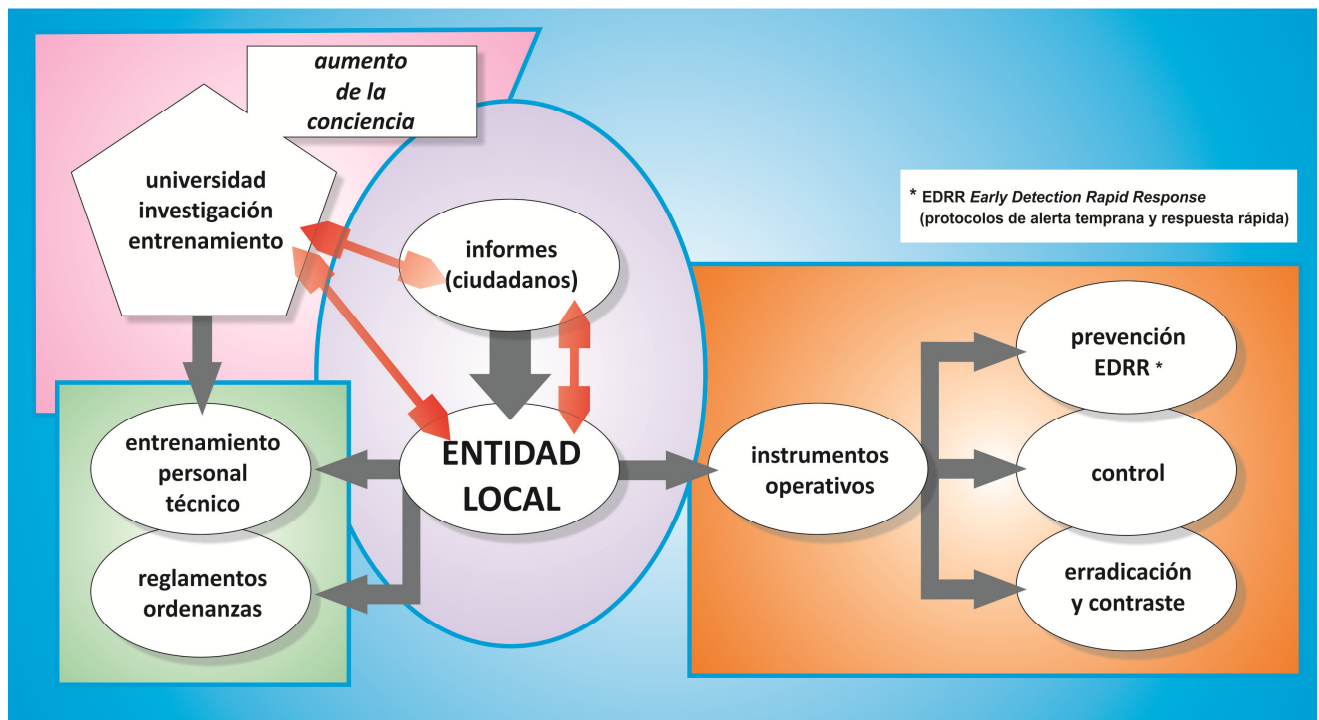 aumento
de la
conciencia
universidad
investigación
entrenamiento
informes
(ciudadanos)
* EDRR Early Detection Rapid Response
(protocolos de alerta temprana y respuesta rápida)
entrenamiento
personal
técnico
reglamentos
ordenanzas
ENTIDAD
LOCAL
instrumentos
operativos
prevención
EDRR *
control
erradicación
y contraste